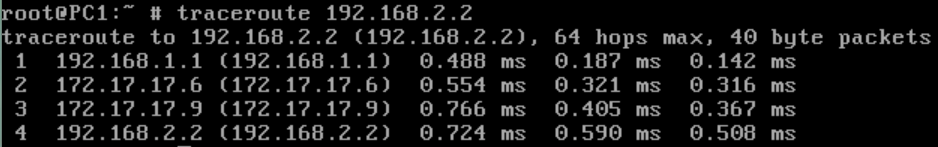 root@PC1:~ # traceroute 192.168.2.2
traceroute to 192.168.2.2 (192.168.2.2), 64 hops max, 40 byte packets
1 192.168.1.1 (192.168.1.1) 0.488 ms 0.187 ms 0.142 ms
2 172.17.17.6 (172.17.17.6) 0.554 ms 0.321 ms 0.316 ms
3 172.17.17.9 (172.17.17.9) 0.766 ms 0.405 ms 0.367 ms
4 192.168.2.2 (192.168.2.2) 0.724 ms 0.590 ms 0.508 ms